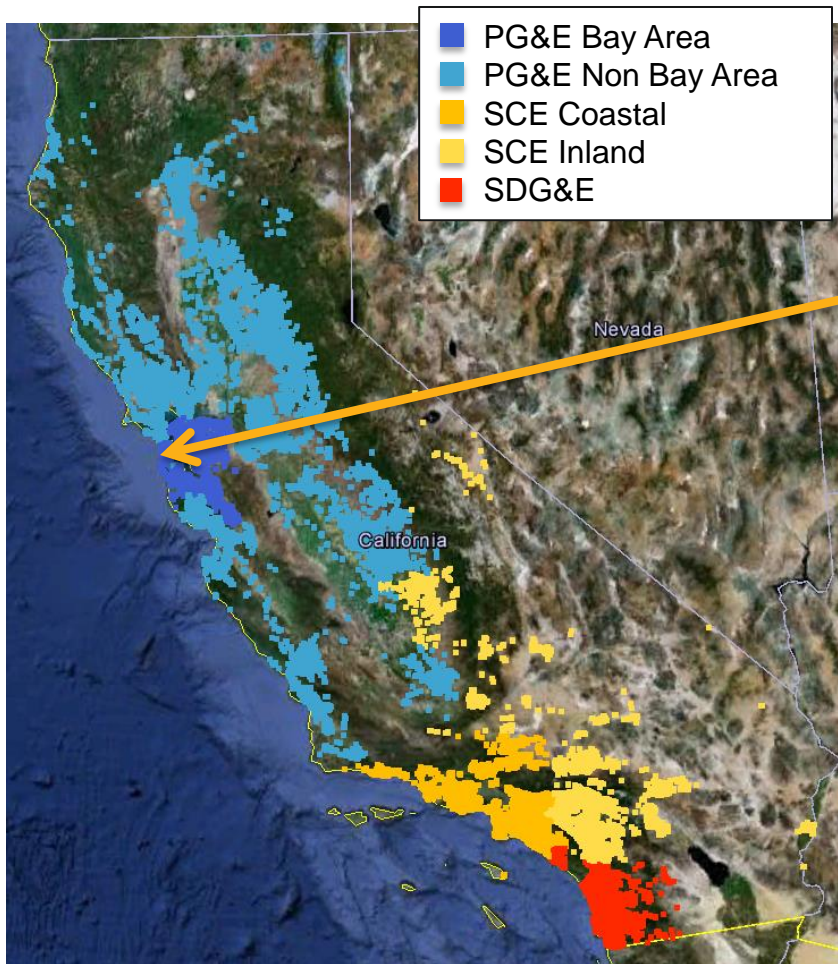 PG&E Bay Area
PG&E Non Bay Area
SCE Coastal
SCE Inland
SDG&E
Nevada
California